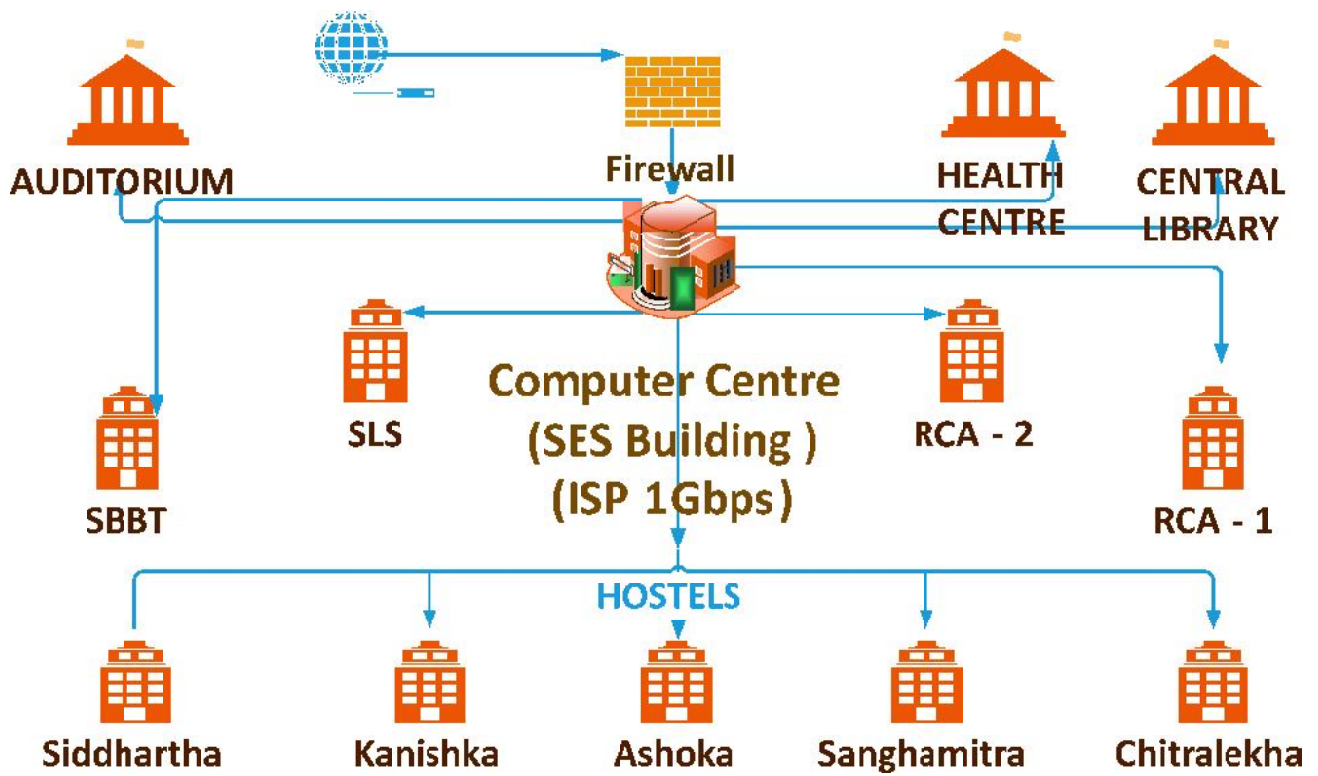 AUDITORIUM
Firewall
HEALTH
CENTRE
CENTRAL
LIBRARY
SLS
Computer Centre
(SES Building )
(ISP 1Gbps)
RCA - 2
SBBT
RCA - 1
HOSTELS
Siddhartha
Kanishka
Ashoka
Sanghamitra
Chitralekha